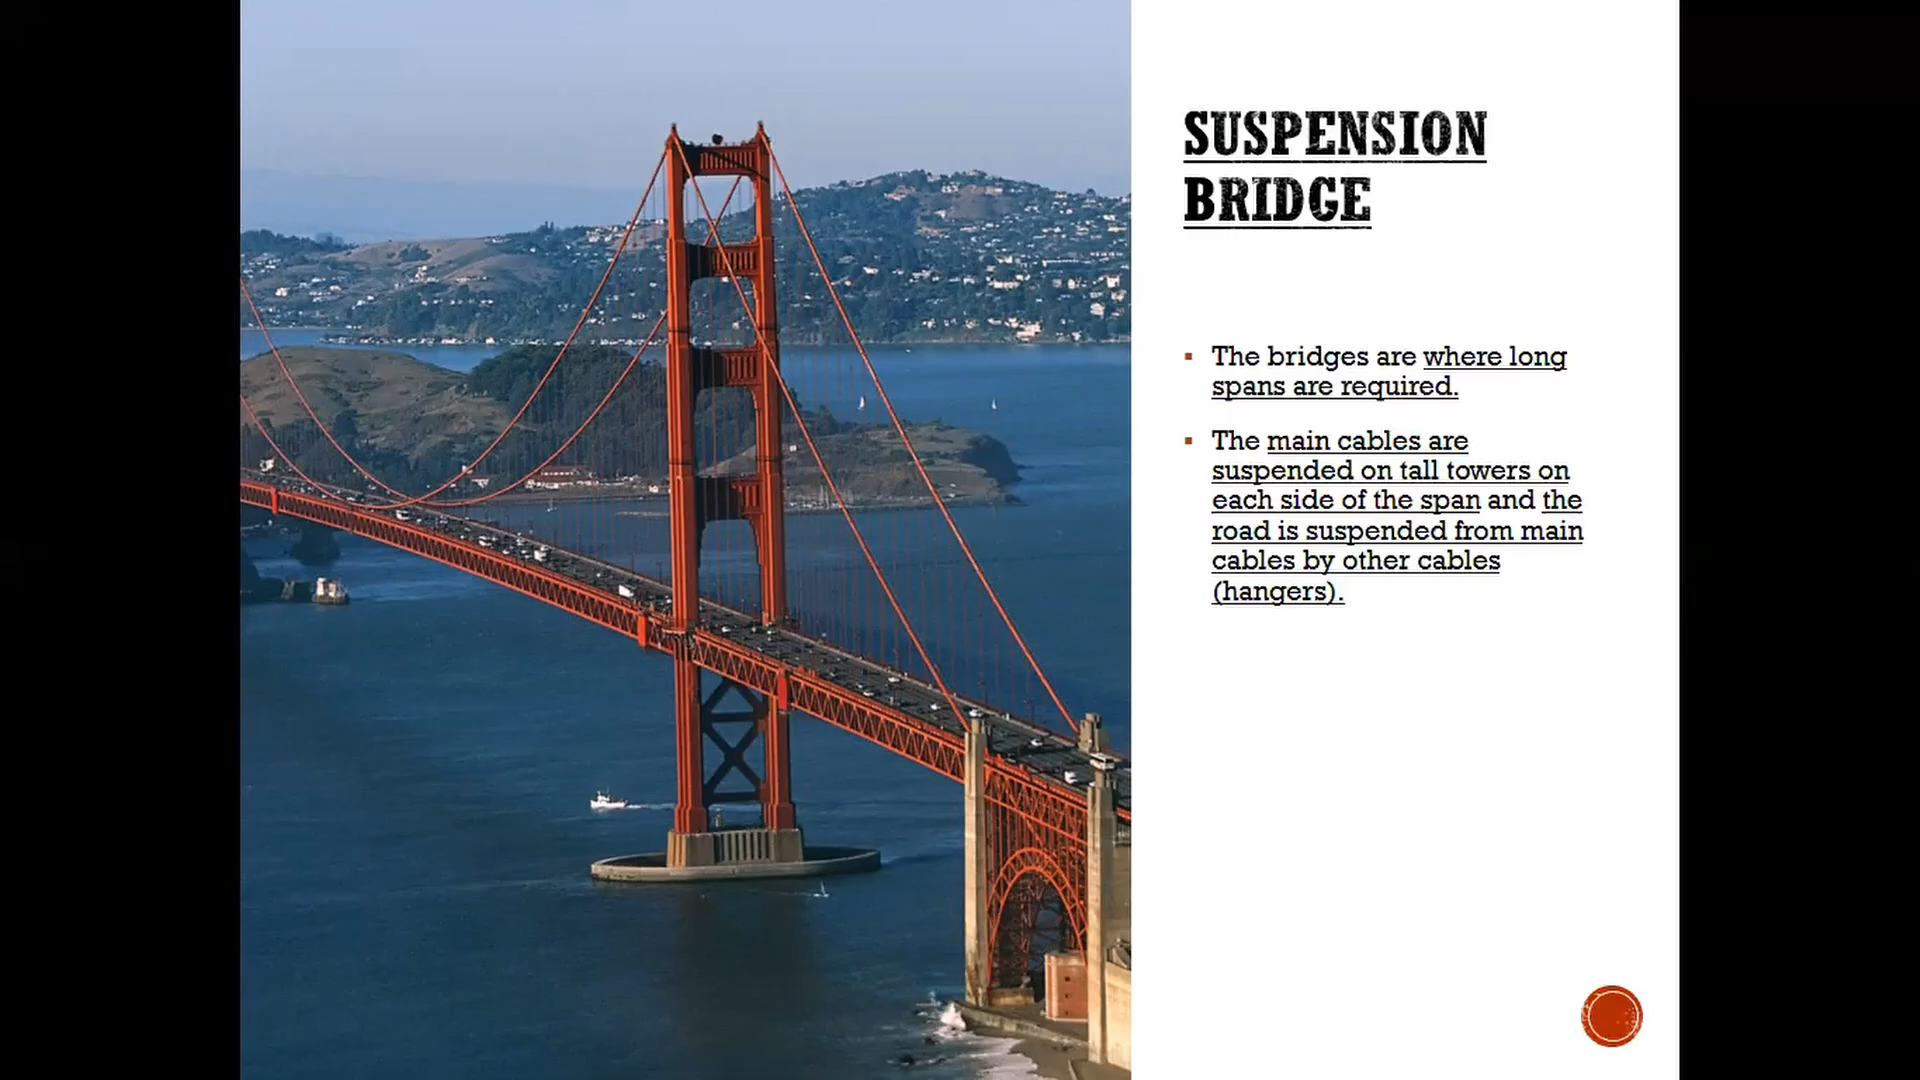 SUSPENSION
BRIDGE
The bridges are where long
spans are required.
The main cables are
suspended on tall towers on
each side of the span and the
road is suspended from main
cables by other cables
(hangers).